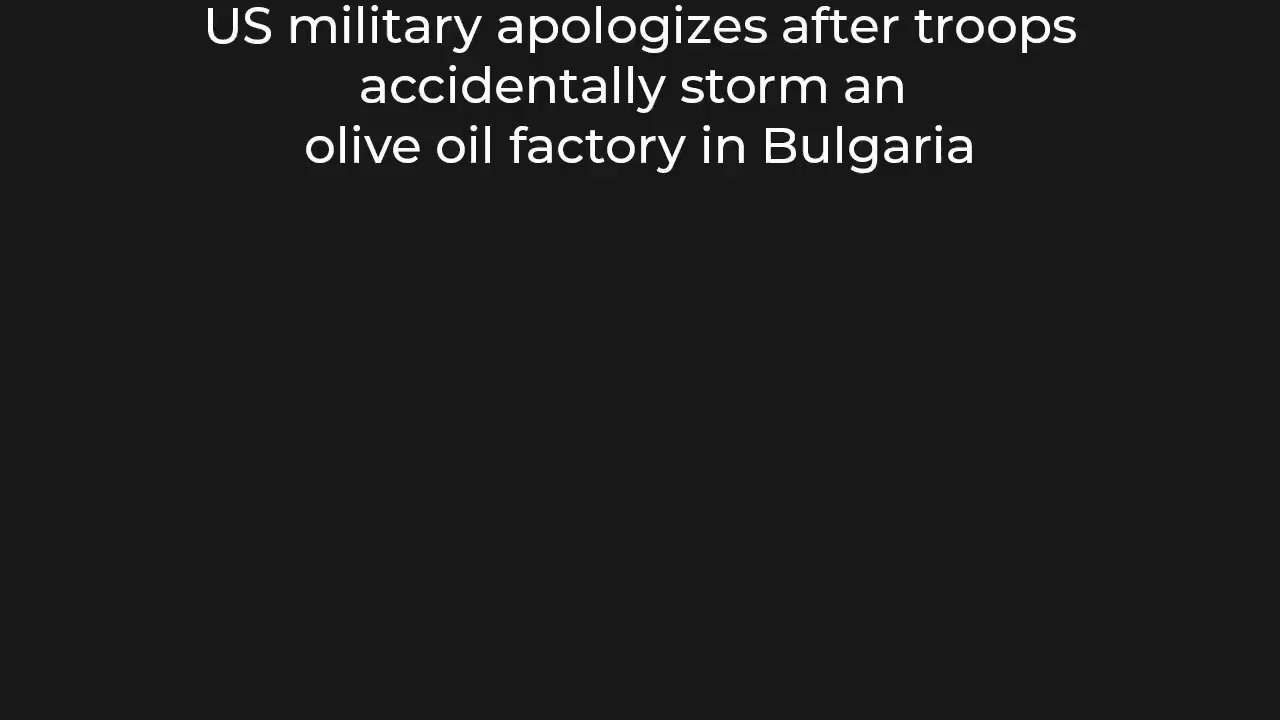 US military apologizes after troops
accidentally storm an
olive oil factory in Bulgaria